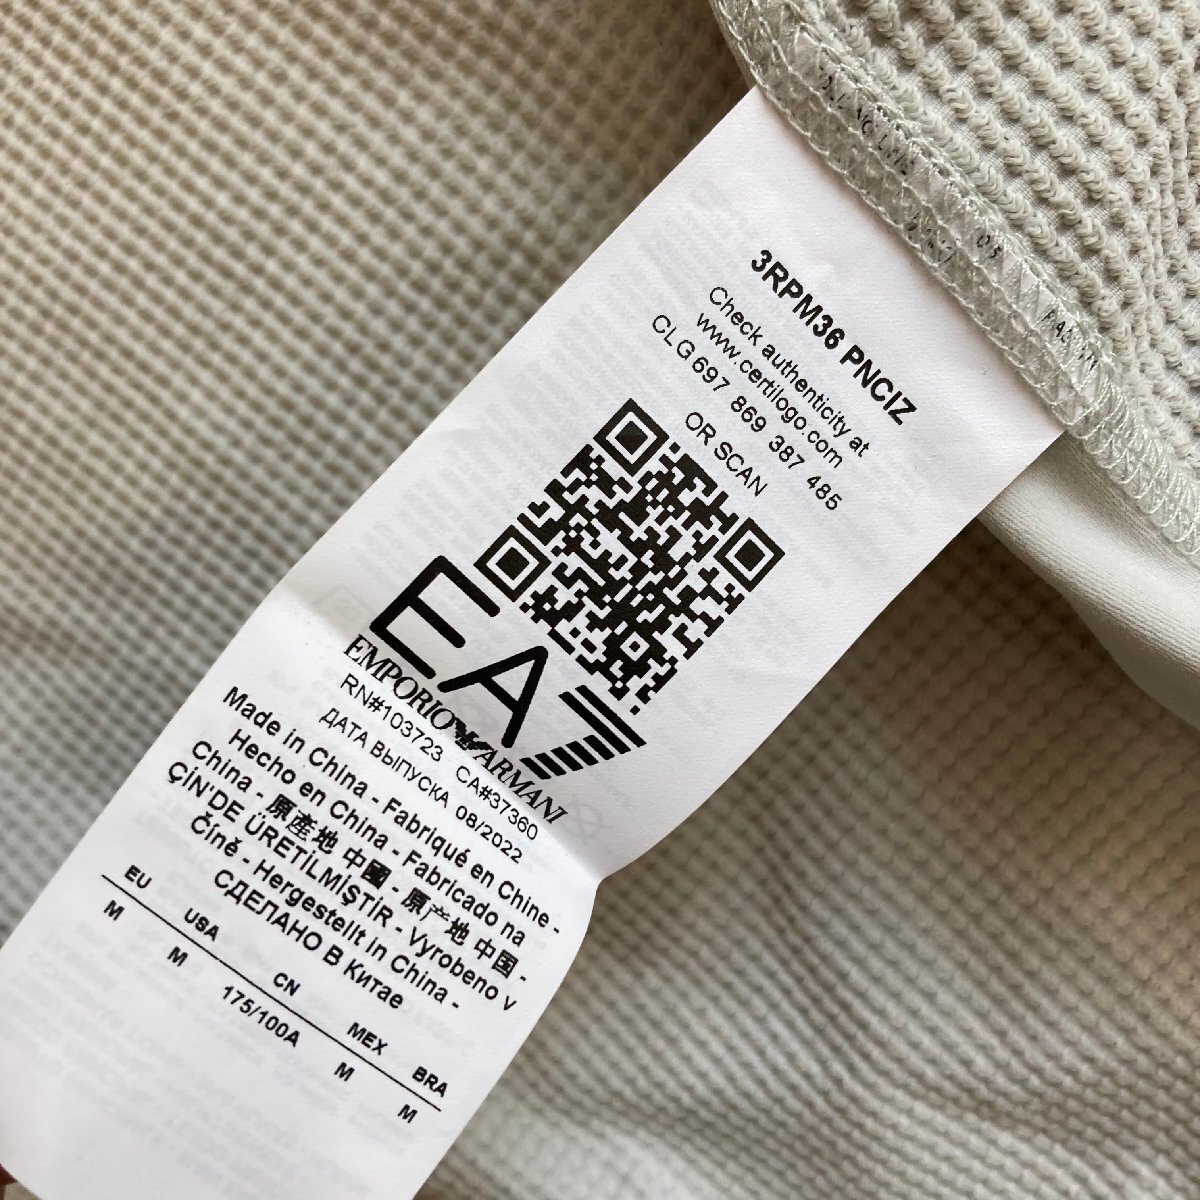 3RPM36 PNCIZ
Check authenticity at
www.certilogo.com
CLG 697 869 387 485
OR SCAN
EA7
EMPORIO ARMANI
RN#103723 CA#37360
ДАТА ВЫПУСКА 08/2022
Made in China - Fabriqué en Chine -
Hecho en China - Fabricado na
China - 原產地 中國 - 原产地 中国 -
ÇİN'DE ÜRETİLMİŞTİR - Vyrobeno v
Číně - Hergestellt in China -
СДЕЛАНО В Китае
EU USA CN MEX BRA
M M 175/100A M M